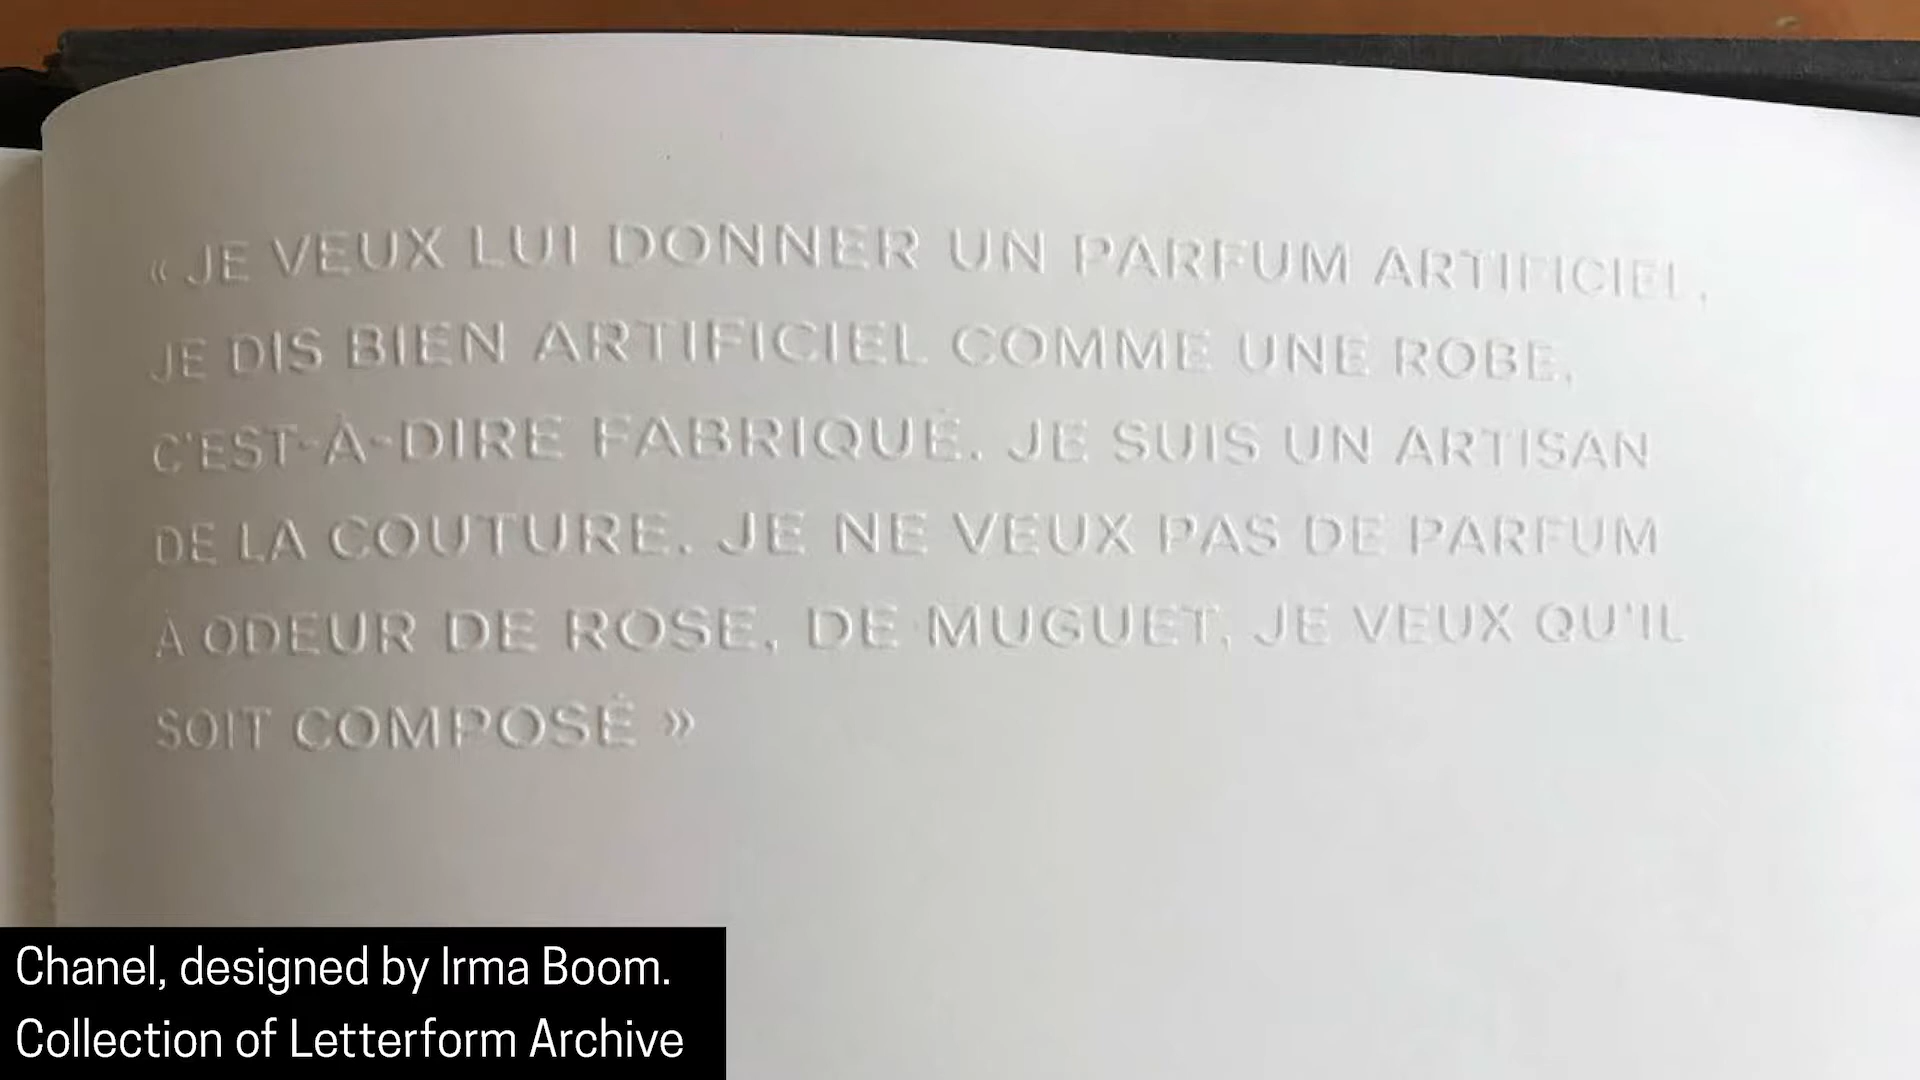 « JE VEUX LUI DONNER UN PARFUM ARTIFICIEL,
JE DIS BIEN ARTIFICIEL COMME UNE ROBE,
C'EST-À-DIRE FABRIQUÉ. JE SUIS UN ARTISAN
DE LA COUTURE. JE NE VEUX PAS DE PARFUM
À ODEUR DE ROSE, DE MUGUET, JE VEUX QU'IL
SOIT COMPOSÉ »
Chanel, designed by Irma Boom.
Collection of Letterform Archive